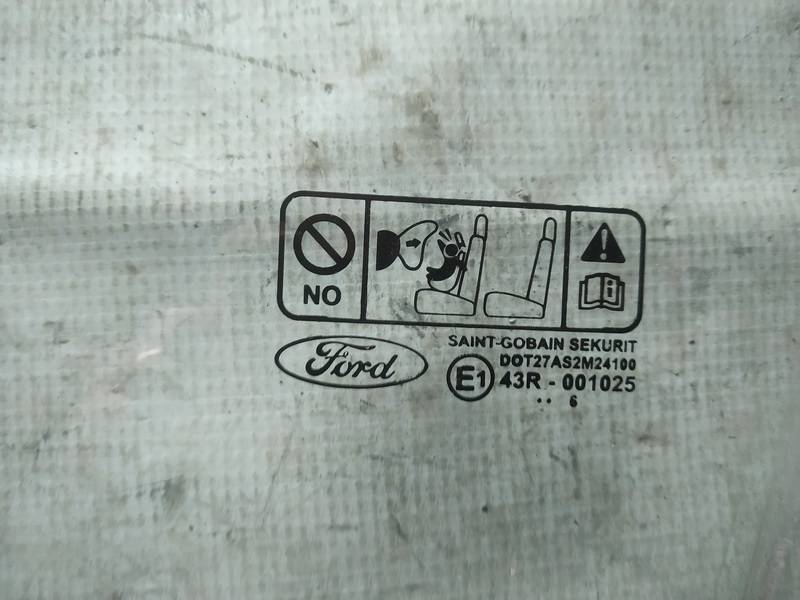 NO
Ford
SAINT-GOBAIN SEKURIT
DOT27AS2M24100
E1 43R - 001025
.. 6